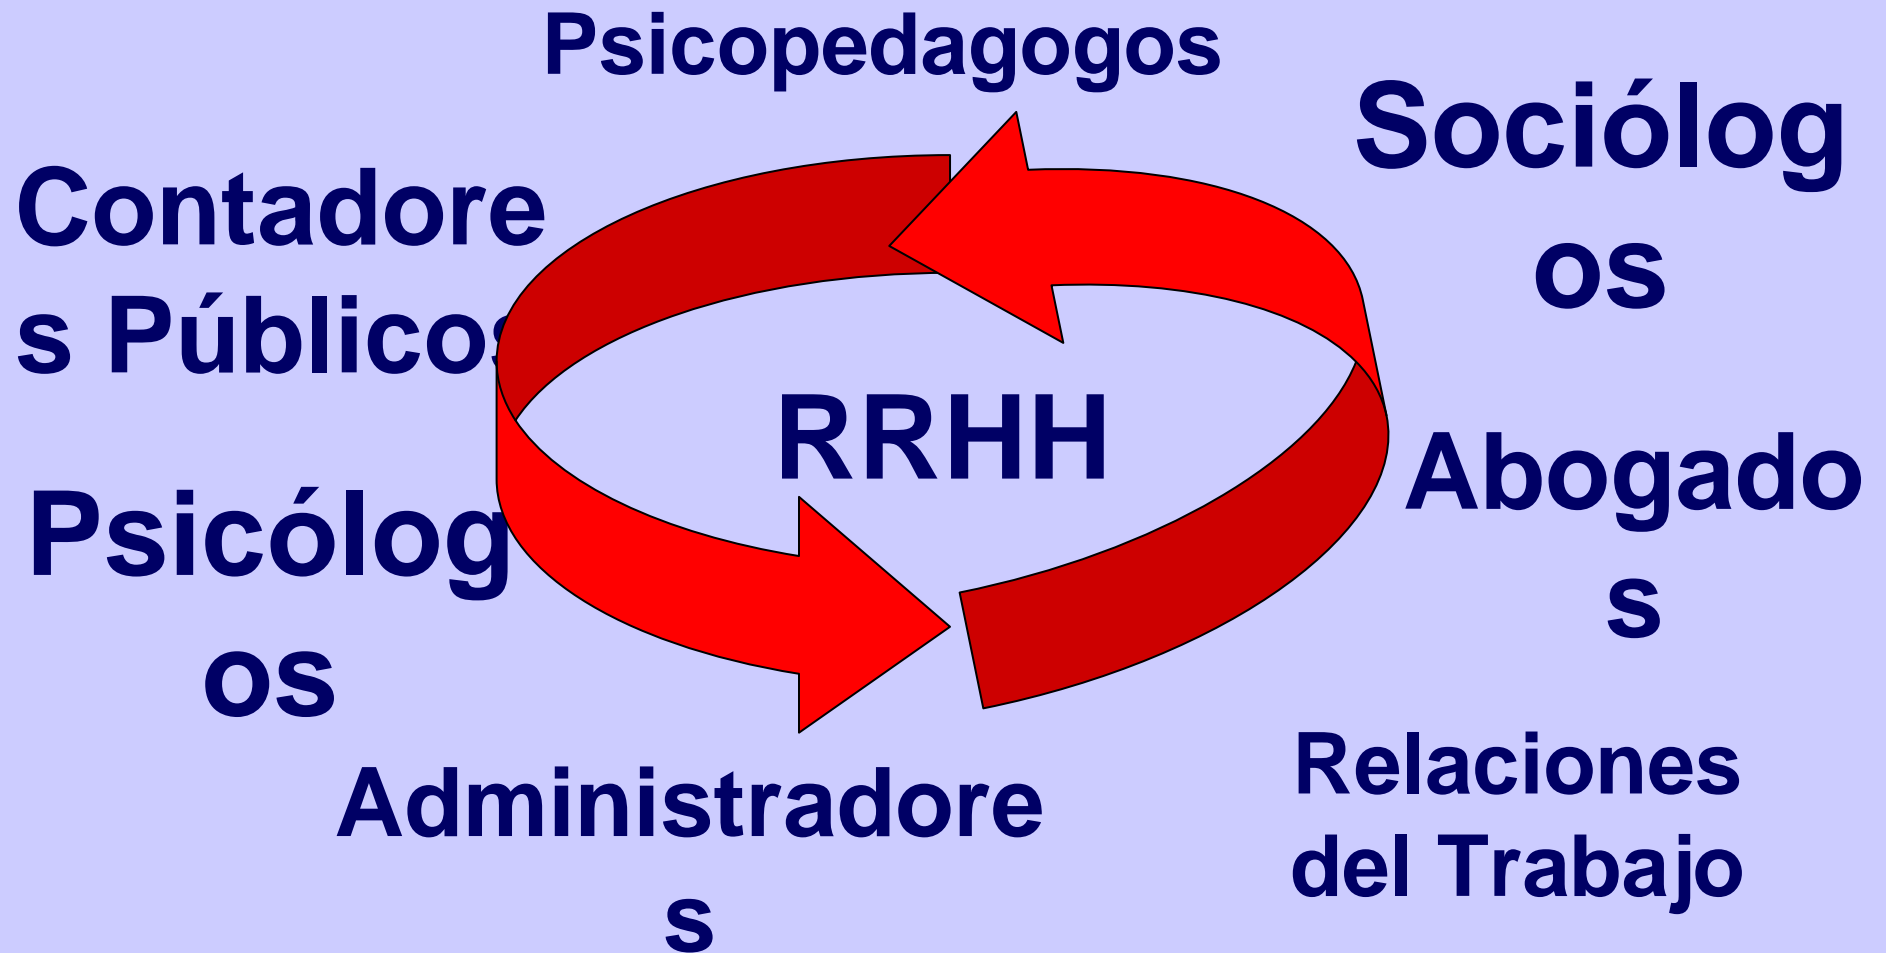 Psicopedagogos
Sociólog
os
Contadore
s Públicos
RRHH
Abogado
s
Psicólog
os
Relaciones
del Trabajo
Administradore
s